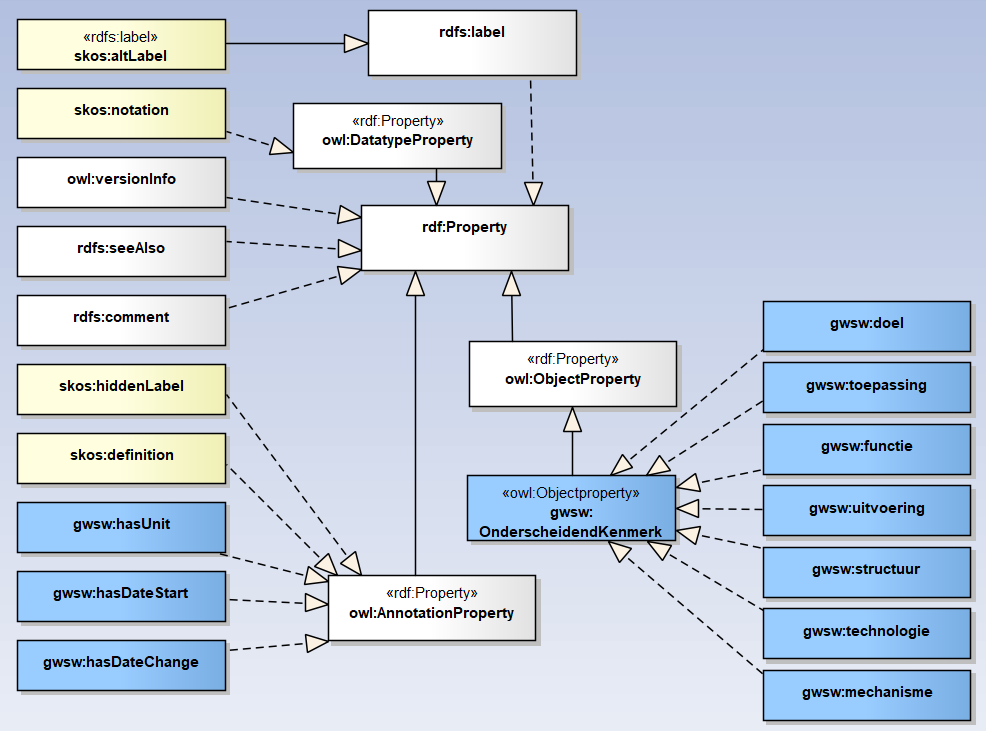 «rdfs:label»
skos:altLabel
rdfs:label
skos:notation
«rdf:Property»
owl:DatatypeProperty
owl:versionInfo
rdf:Property
rdfs:seeAlso
rdfs:comment
gwsw:doel
«rdf:Property»
owl:ObjectProperty
skos:hiddenLabel
gwsw:toepassing
skos:definition
gwsw:functie
«owl:Objectproperty»
gwsw:
OnderscheidendKenmerk
gwsw:uitvoering
gwsw:hasUnit
gwsw:structuur
gwsw:hasDateStart
«rdf:Property»
owl:AnnotationProperty
gwsw:technologie
gwsw:hasDateChange
gwsw:mechanisme